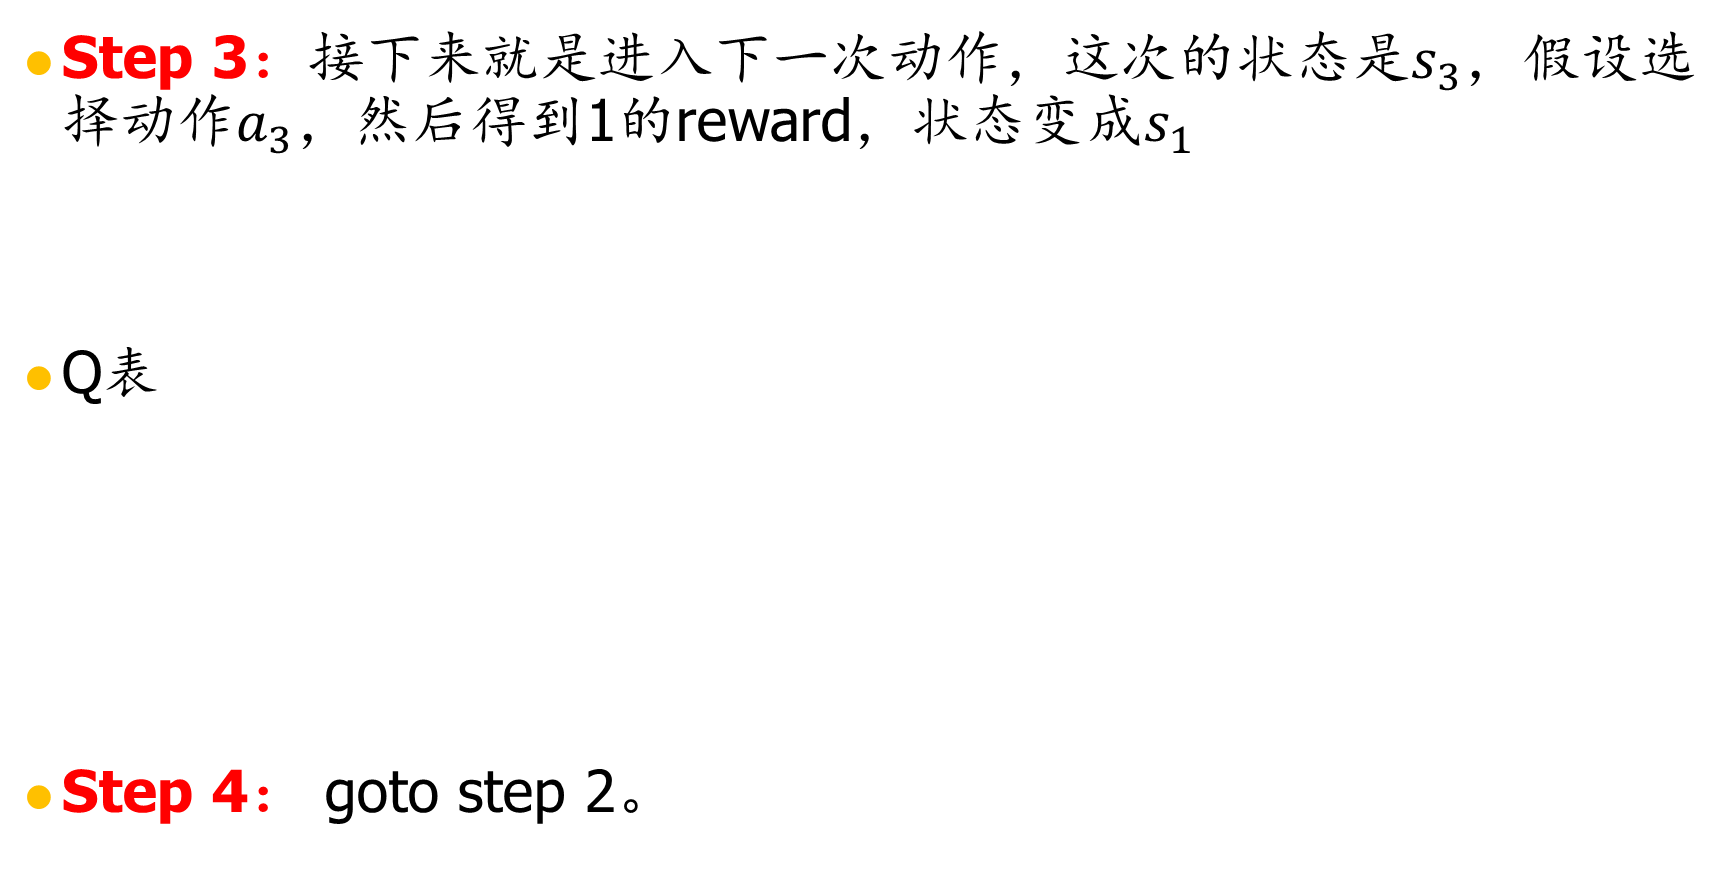 ●Step 3：接下来就是进入下一次动作，这次的状态是s₃，假设选
择动作a₃，然后得到1的reward，状态变成s₁
●Q表
●Step 4： goto step 2。